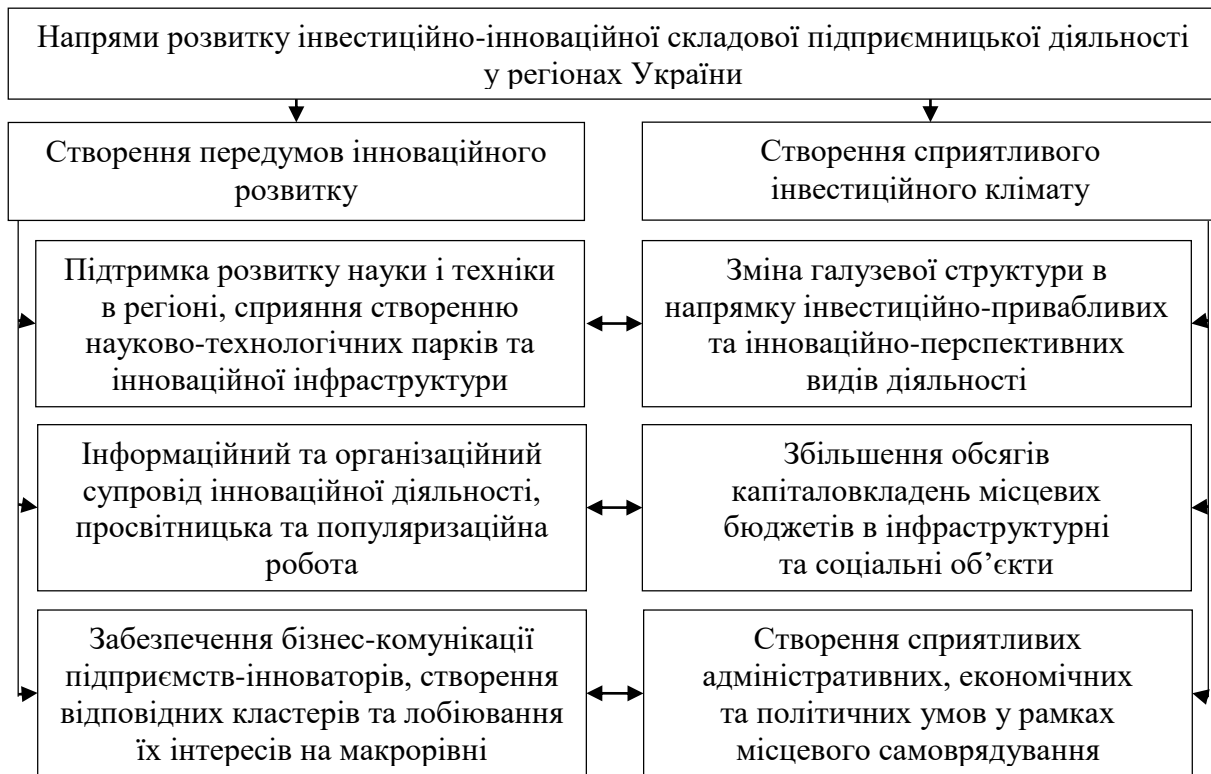 Напрями розвитку інвестиційно-інноваційної складової підприємницької діяльності
у регіонах України
Створення передумов інноваційного
розвитку
Створення сприятливого
інвестиційного клімату
Підтримка розвитку науки і техніки
в регіоні, сприяння створенню
науково-технологічних парків та
інноваційної інфраструктури
Зміна галузевої структури в
напрямку інвестиційно-привабливих
та інноваційно-перспективних
видів діяльності
Інформаційний та організаційний
супровід інноваційної діяльності,
просвітницька та популяризаційна
робота
Збільшення обсягів
капіталовкладень місцевих
бюджетів в інфраструктурні
та соціальні об’єкти
Забезпечення бізнес-комунікації
підприємств-інноваторів, створення
відповідних кластерів та лобіювання
їх інтересів на макрорівні
Створення сприятливих
адміністративних, економічних
та політичних умов у рамках
місцевого самоврядування